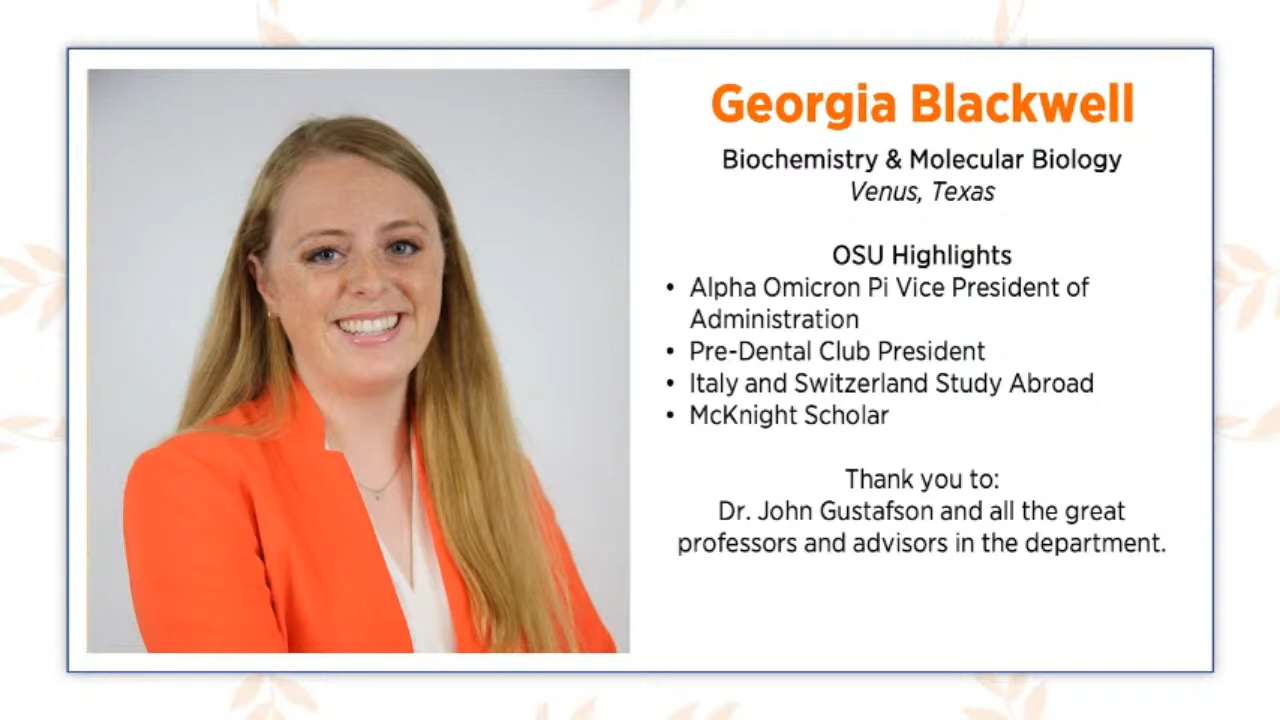 Georgia Blackwell
Biochemistry & Molecular Biology
Venus, Texas
OSU Highlights
• Alpha Omicron Pi Vice President of
Administration
• Pre-Dental Club President
• Italy and Switzerland Study Abroad
• McKnight Scholar
Thank you to:
Dr. John Gustafson and all the great
professors and advisors in the department.